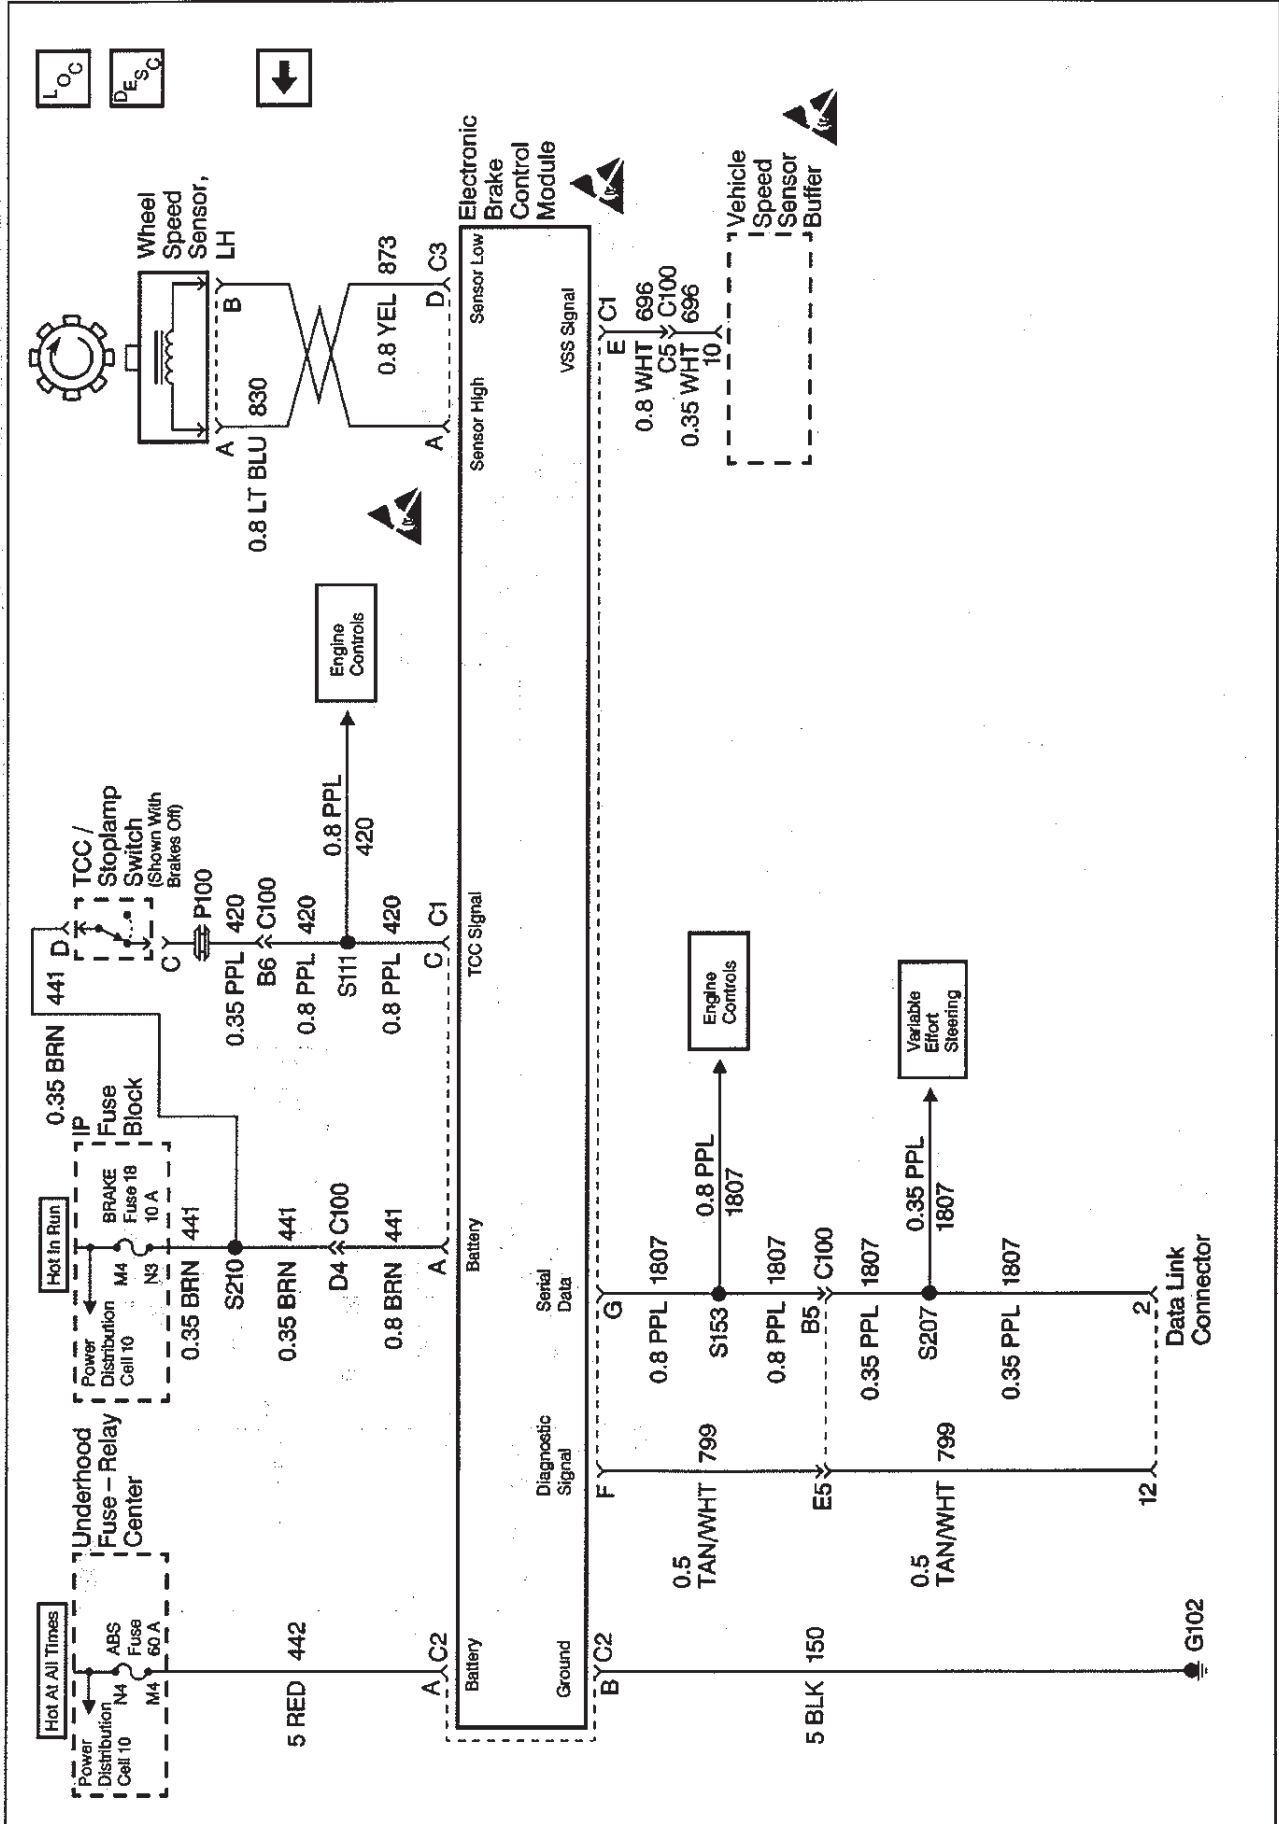 Hot At All Times
Power
Distribution
Cell 10
N4
M4
ABS
Fuse
60 A
Underhood
Fuse – Relay
Center
Hot In Run
Power
Distribution
Cell 10
M4
N3
BRAKE
Fuse 18
10 A
IP
Fuse
Block
0.35 BRN 441
D
TCC /
Stoplamp
Switch
(Shown With
Brakes Off)
C
P100
Wheel
Speed
Sensor,
LH
L
O
C
D
E
S
C
5 RED 442
0.35 BRN 441
S210
0.35 BRN 441
D4 C100
0.8 BRN 441
0.35 PPL 420
B6 C100
0.8 PPL 420
S111
0.8 PPL 420
0.8 PPL
420
Engine
Controls
A B
0.8 LT BLU 830
0.8 YEL 873
A C2
A
C C1
A
D C3
Electronic
Brake
Control
Module
Battery
Battery
TCC Signal
Sensor High
Sensor Low
Ground
Diagnostic
Signal
Serial
Data
VSS Signal
B C2
F
G
E C1
5 BLK 150
G102
0.5
TAN/WHT 799
E5
0.5
TAN/WHT 799
12
0.8 PPL 1807
S153
0.8 PPL 1807
B5 C100
0.35 PPL 1807
S207
0.35 PPL 1807
2
Data Link
Connector
0.8 PPL
1807
Engine
Controls
0.35 PPL
1807
Variable
Effort
Steering
0.8 WHT 696
C5 C100
0.35 WHT 696
10
Vehicle
Speed
Sensor
Buffer